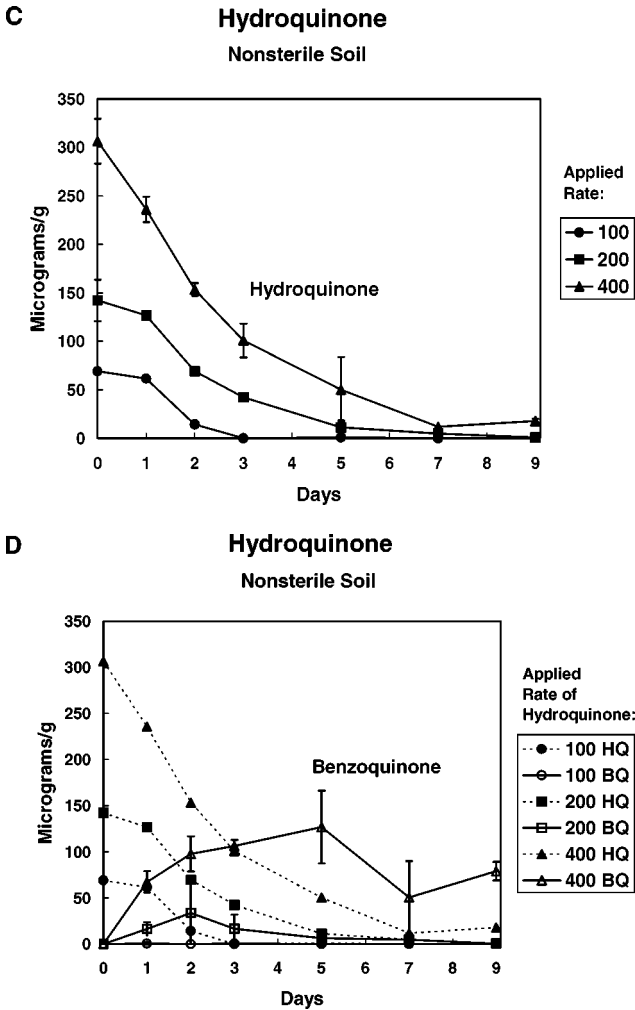 C
Hydroquinone
Nonsterile Soil
350
300
250
200
150
100
50
0
Micrograms/g
Hydroquinone
0 1 2 3 4 5 6 7 8 9
Days
Applied
Rate:
100
200
400
D
Hydroquinone
Nonsterile Soil
350
300
250
200
150
100
50
0
Micrograms/g
Benzoquinone
0 1 2 3 4 5 6 7 8 9
Days
Applied
Rate of
Hydroquinone:
100 HQ
100 BQ
200 HQ
200 BQ
400 HQ
400 BQ